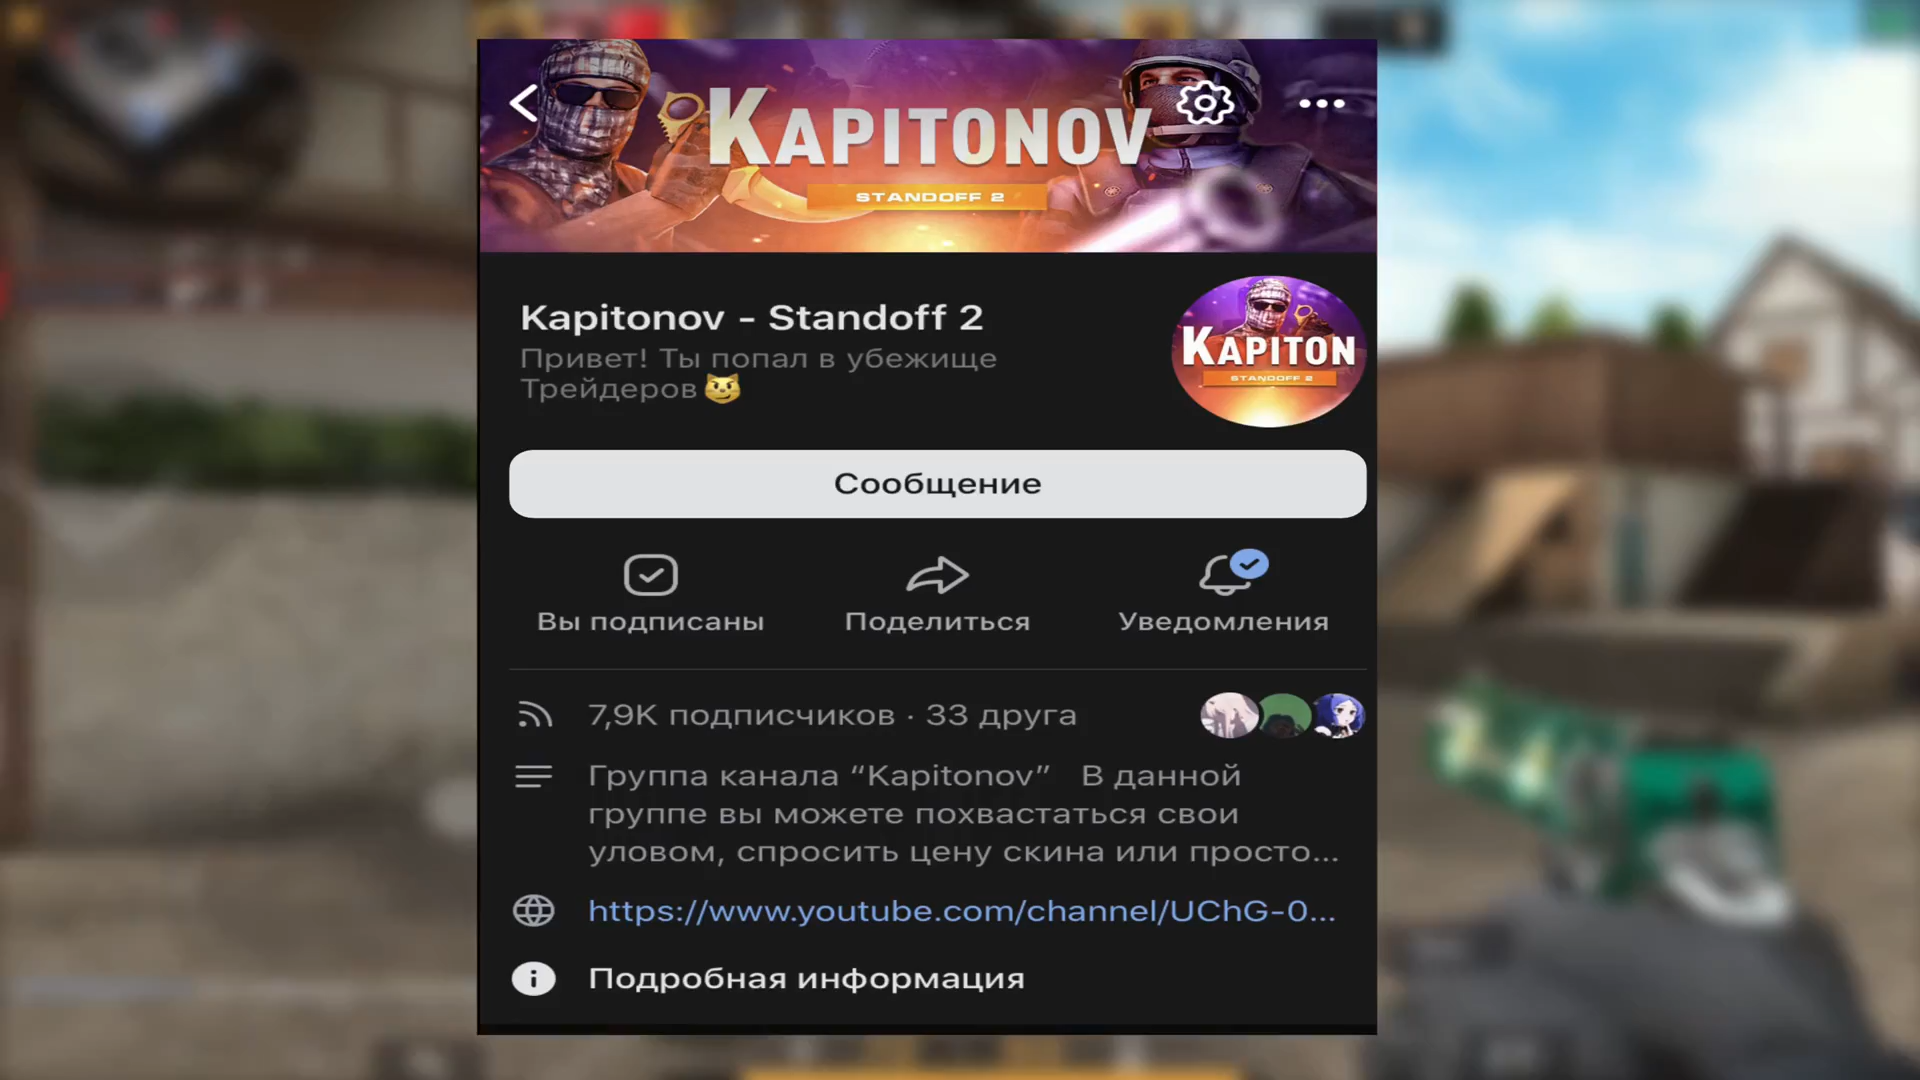 KAPITONOV
STANDOFF 2
Kapitonov - Standoff 2
Привет! Ты попал в убежище
Трейдеров😼
KAPITON
STANDOFF 2
Сообщение
Вы подписаны
Поделиться
Уведомления
7,9K подписчиков · 33 друга
Группа канала “Kapitonov” В данной
группе вы можете похвастаться свои
уловом, спросить цену скина или просто...
https://www.youtube.com/channel/UChG-0...
Подробная информация